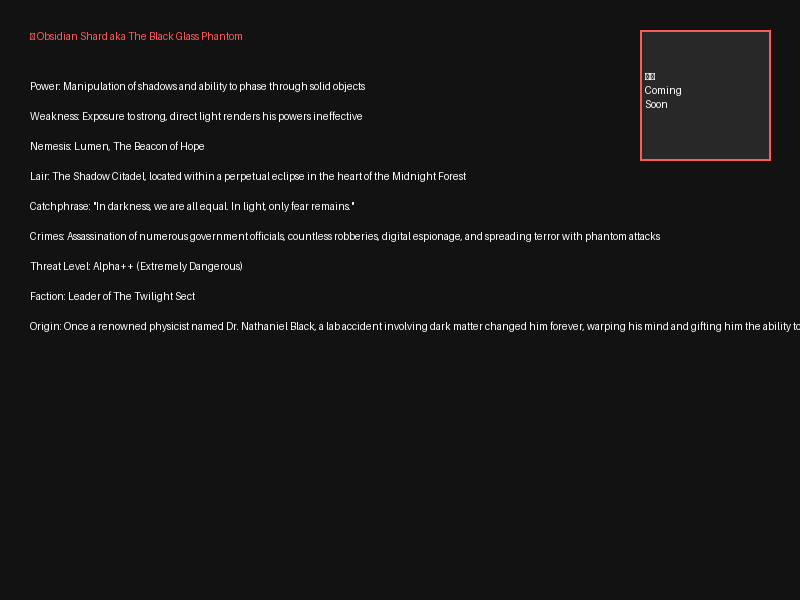 Obsidian Shard aka The Black Glass Phantom
Coming
Soon
Power: Manipulation of shadows and ability to phase through solid objects
Weakness: Exposure to strong, direct light renders his powers ineffective
Nemesis: Lumen, The Beacon of Hope
Lair: The Shadow Citadel, located within a perpetual eclipse in the heart of the Midnight Forest
Catchphrase: "In darkness, we are all equal. In light, only fear remains."
Crimes: Assassination of numerous government officials, countless robberies, digital espionage, and spreading terror with phantom attacks
Threat Level: Alpha++ (Extremely Dangerous)
Faction: Leader of The Twilight Sect
Origin: Once a renowned physicist named Dr. Nathaniel Black, a lab accident involving dark matter changed him forever, warping his mind and gifting him the ability to